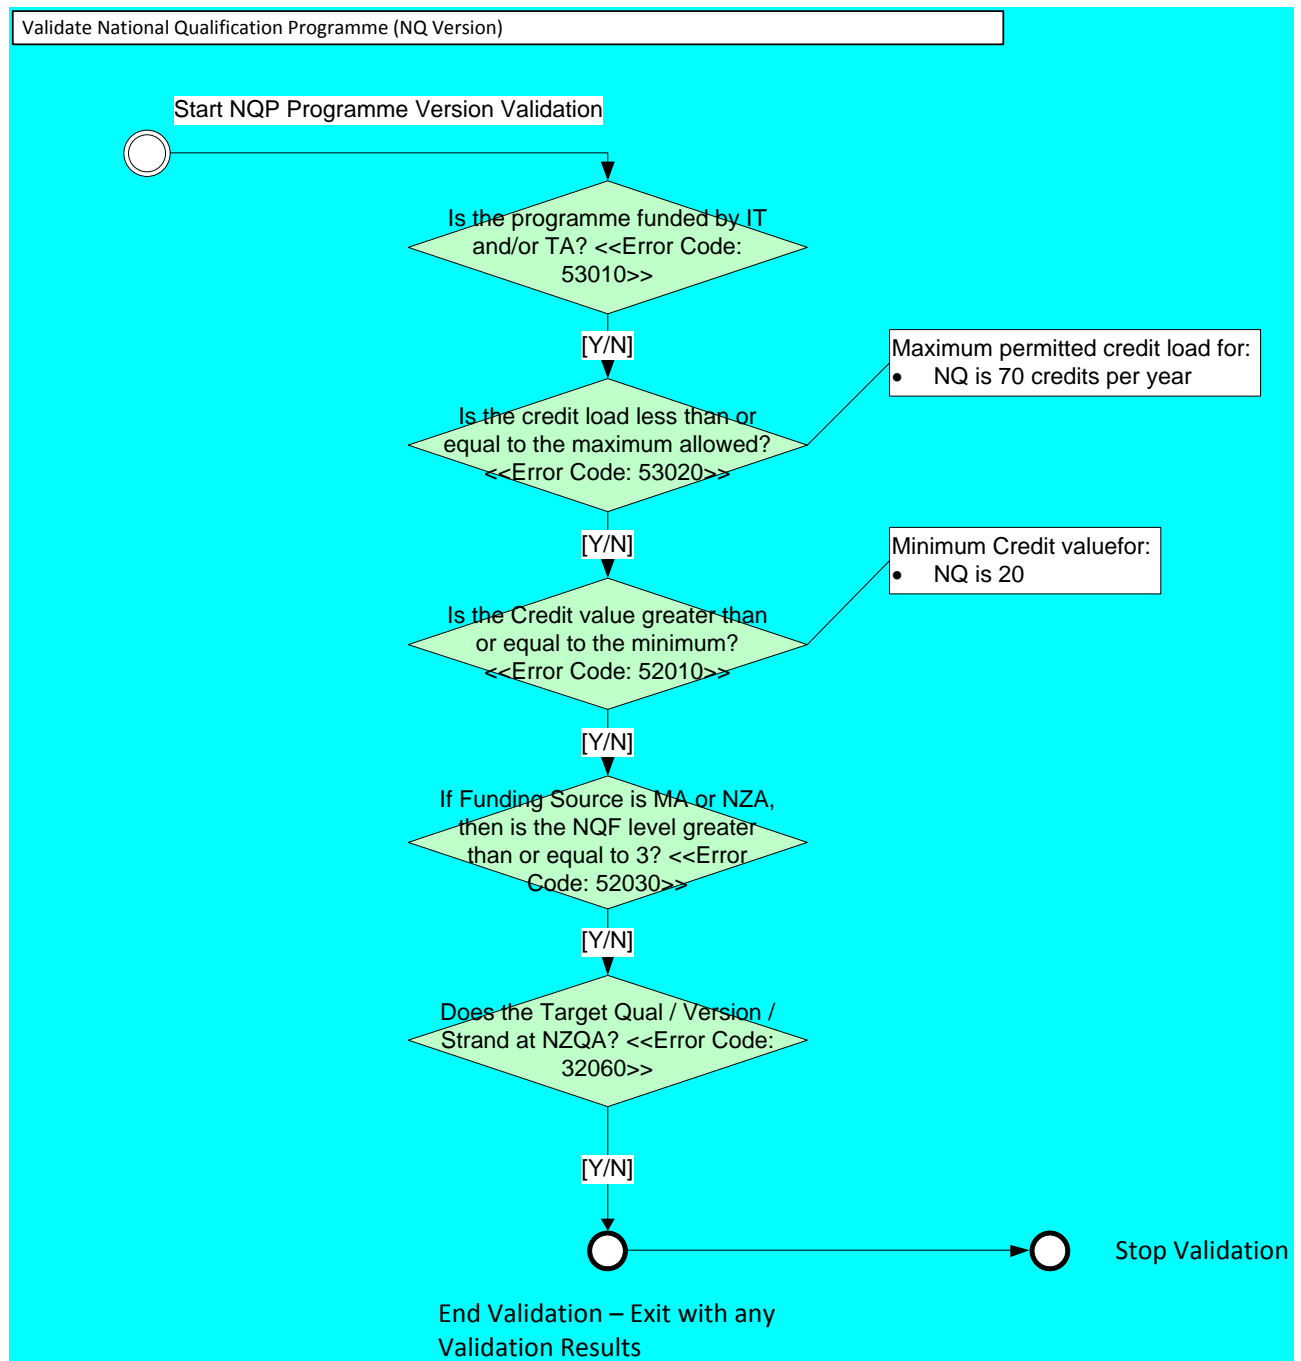 Validate National Qualification Programme (NQ Version)
Start NQP Programme Version Validation
Is the programme funded by IT
and/or TA? <<Error Code:
53010>>
[Y/N]
Maximum permitted credit load for:
• NQ is 70 credits per year
Is the credit load less than or
equal to the maximum allowed?
<<Error Code: 53020>>
[Y/N]
Minimum Credit valuefor:
• NQ is 20
Is the Credit value greater than
or equal to the minimum?
<<Error Code: 52010>>
[Y/N]
If Funding Source is MA or NZA,
then is the NQF level greater
than or equal to 3? <<Error
Code: 52030>>
[Y/N]
Does the Target Qual / Version /
Strand at NZQA? <<Error Code:
32060>>
[Y/N]
Stop Validation
End Validation – Exit with any
Validation Results